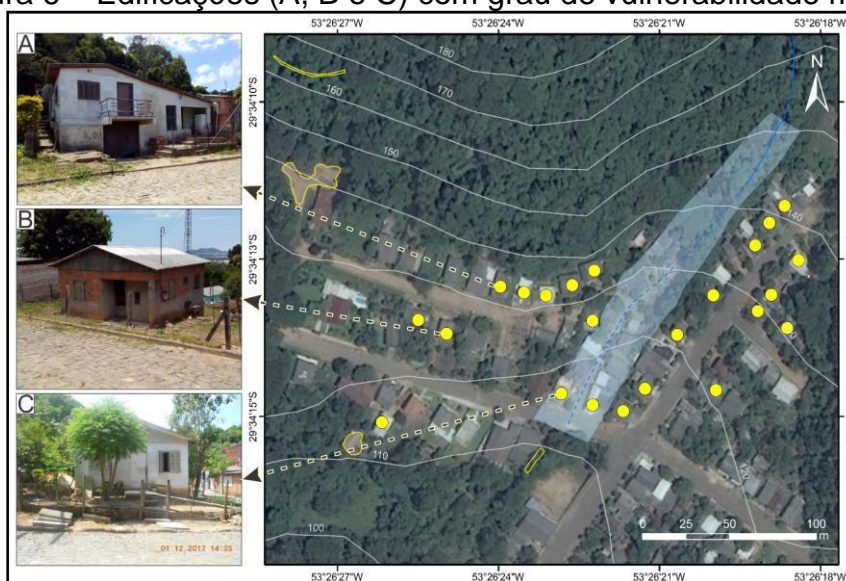 Edificações (A, B e C) com grau de vulnerabilidade
53°26'27"W 53°26'24"W 53°26'21"W 53°26'18"W
A
B
C
01 12 2017 14:25
29°34'10"S
29°34'13"S
29°34'15"S
180
170
160
150
140
110
120
100
N
0 25 50 100
m
53°26'27"W 53°26'24"W 53°26'21"W 53°26'18"W